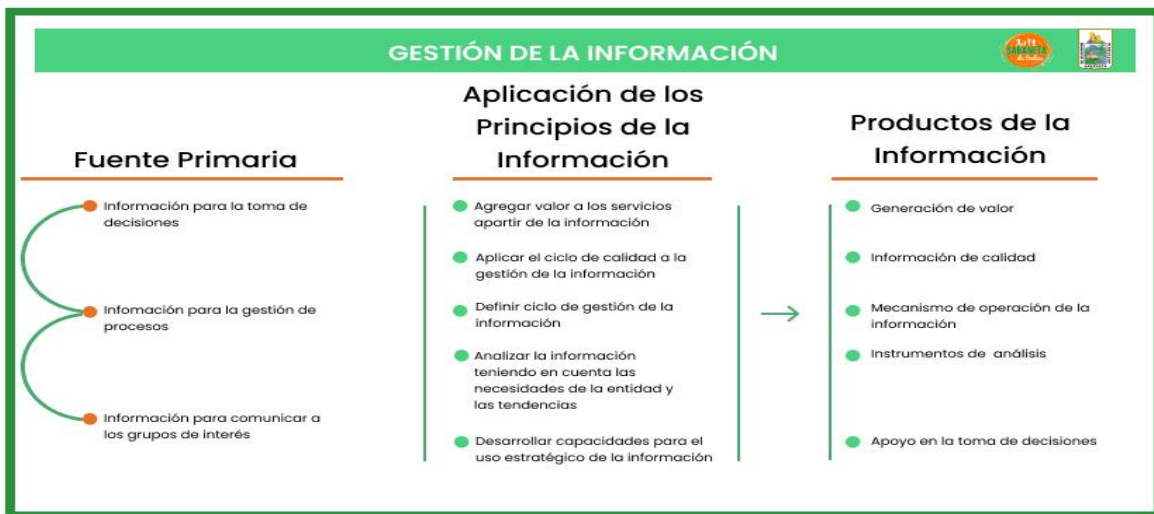 GESTIÓN DE LA INFORMACIÓN
SABANETA
Fuente Primaria
Información para la toma de
decisiones
Infomación para la gestión de
procesos
Información para comunicar a
los grupos de interés
Aplicación de los
Principios de la
Información
Agregar valor a los servicios
apartir de la información
Aplicar el ciclo de calidad a la
gestión de la información
Definir ciclo de gestión de la
información
Analizar la información
teniendo en cuenta las
necesidades de la entidad y
las tendencias
Desarrollar capacidades para el
uso estratégico de la información
Productos de la
Información
Generación de valor
Información de calidad
Mecanismo de operación de la
información
Instrumentos de análisis
Apoyo en la toma de decisiones